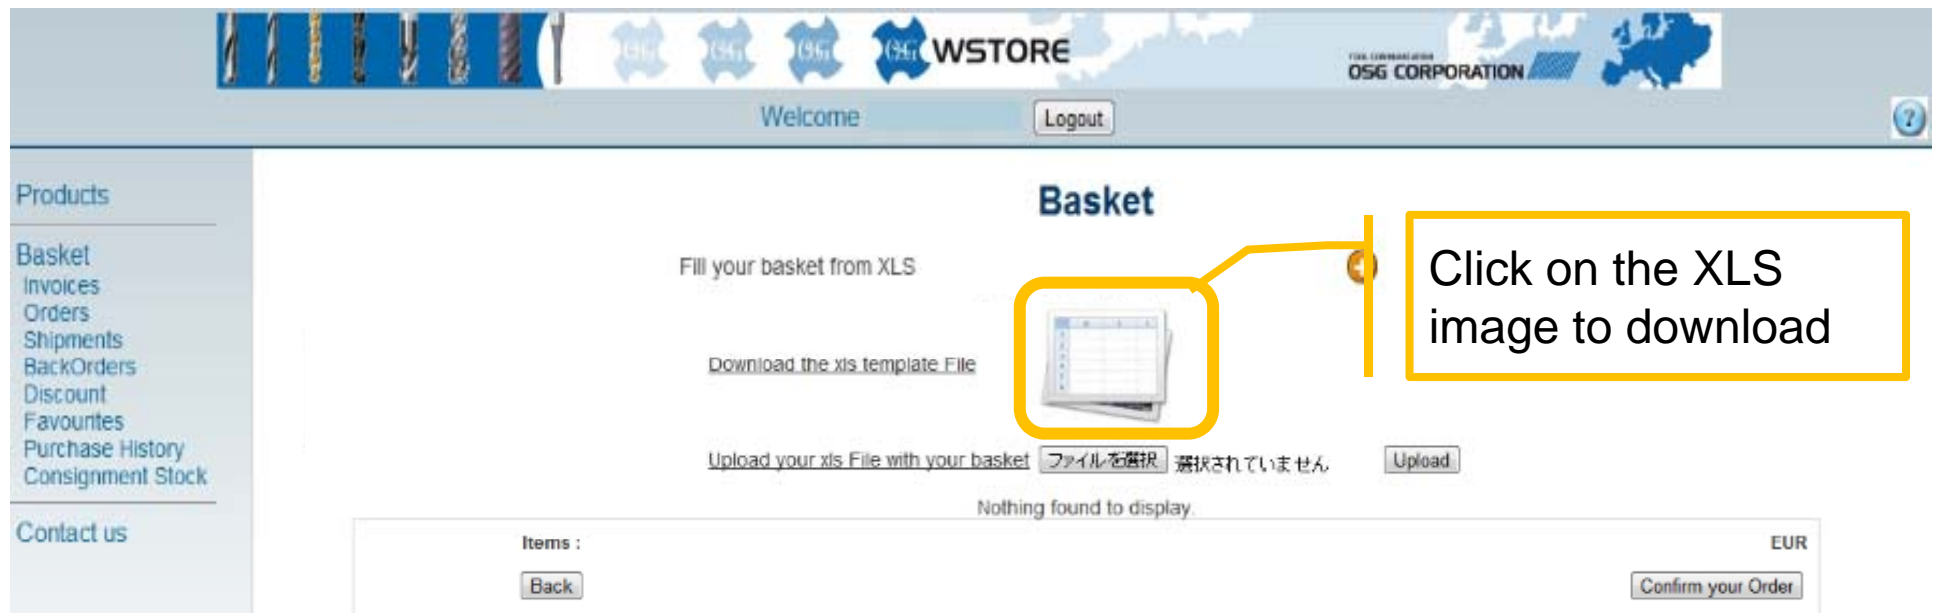 WSTORE
OSG CORPORATION
Welcome
Logout
?
Products
Basket
Invoices
Orders
Shipments
BackOrders
Discount
Favourites
Purchase History
Consignment Stock
Contact us
Basket
Fill your basket from XLS
Click on the XLS
image to download
Download the xls template File
Upload your xls File with your basket ファイルを選択 選択されていません Upload
Nothing found to display.
Items : EUR
Back Confirm your Order